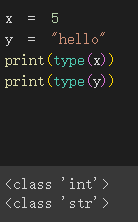 x = 5
y = "hello"
print(type(x))
print(type(y))
<class 'int'>
<class 'str'>